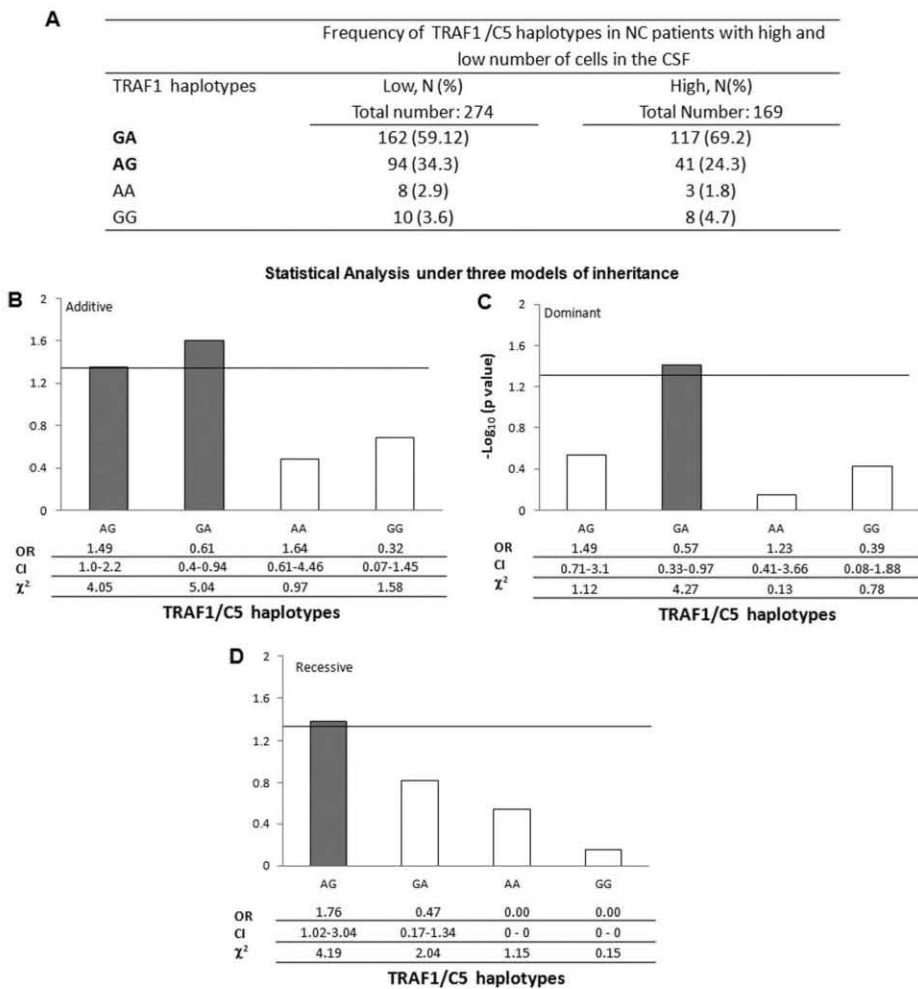 A
Frequency of TRAF1 /C5 haplotypes in NC patients with high and
low number of cells in the CSF
TRAF1 haplotypes Low, N (%) High, N(%)
Total number: 274 Total Number: 169
GA 162 (59.12) 117 (69.2)
AG 94 (34.3) 41 (24.3)
AA 8 (2.9) 3 (1.8)
GG 10 (3.6) 8 (4.7)
Statistical Analysis under three models of inheritance
B
Additive
2
1.6
1.2
0.8
0.4
0
AG GA AA GG
OR 1.49 0.61 1.64 0.32
CI 1.0-2.2 0.4-0.94 0.61-4.46 0.07-1.45
χ² 4.05 5.04 0.97 1.58
TRAF1/C5 haplotypes
C
Dominant
-Log₁₀ (p value)
2
1.6
1.2
0.8
0.4
0
AG GA AA GG
OR 1.49 0.57 1.23 0.39
CI 0.71-3.1 0.33-0.97 0.41-3.66 0.08-1.88
χ² 1.12 4.27 0.13 0.78
TRAF1/C5 haplotypes
D
Recessive
2
1.6
1.2
0.8
0.4
0
AG GA AA GG
OR 1.76 0.47 0.00 0.00
CI 1.02-3.04 0.17-1.34 0 - 0 0 - 0
χ² 4.19 2.04 1.15 0.15
TRAF1/C5 haplotypes